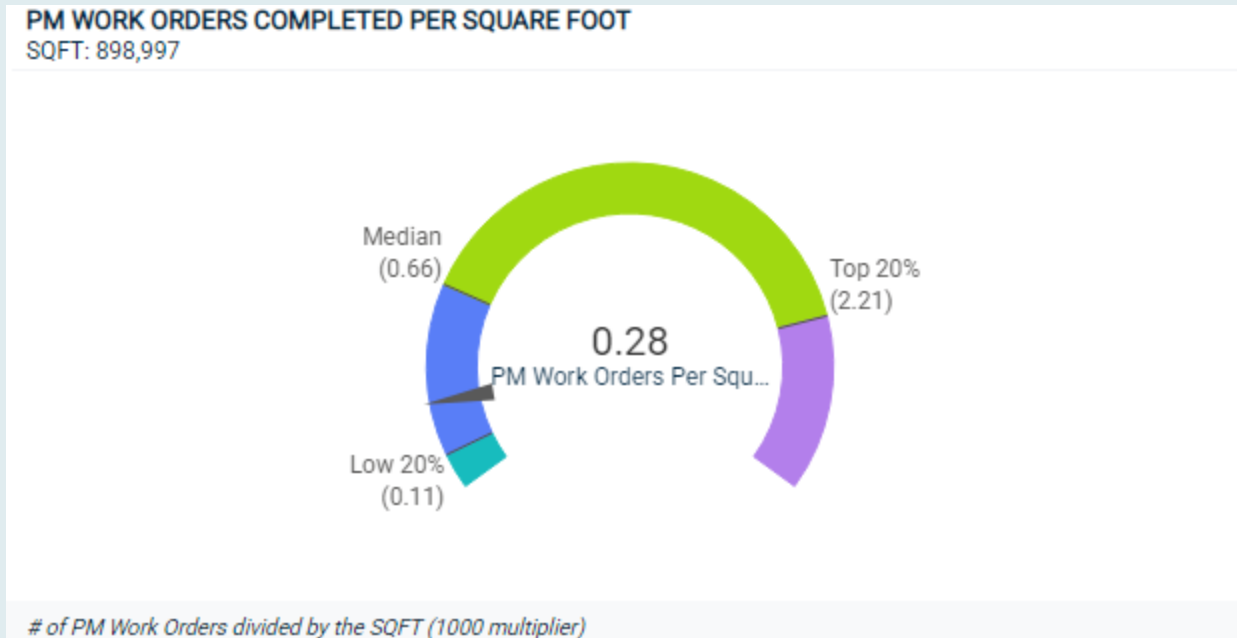 PM WORK ORDERS COMPLETED PER SQUARE FOOT
SQFT: 898,997
Median
(0.66)
Top 20%
(2.21)
0.28
PM Work Orders Per Squ...
Low 20%
(0.11)
# of PM Work Orders divided by the SQFT (1000 multiplier)